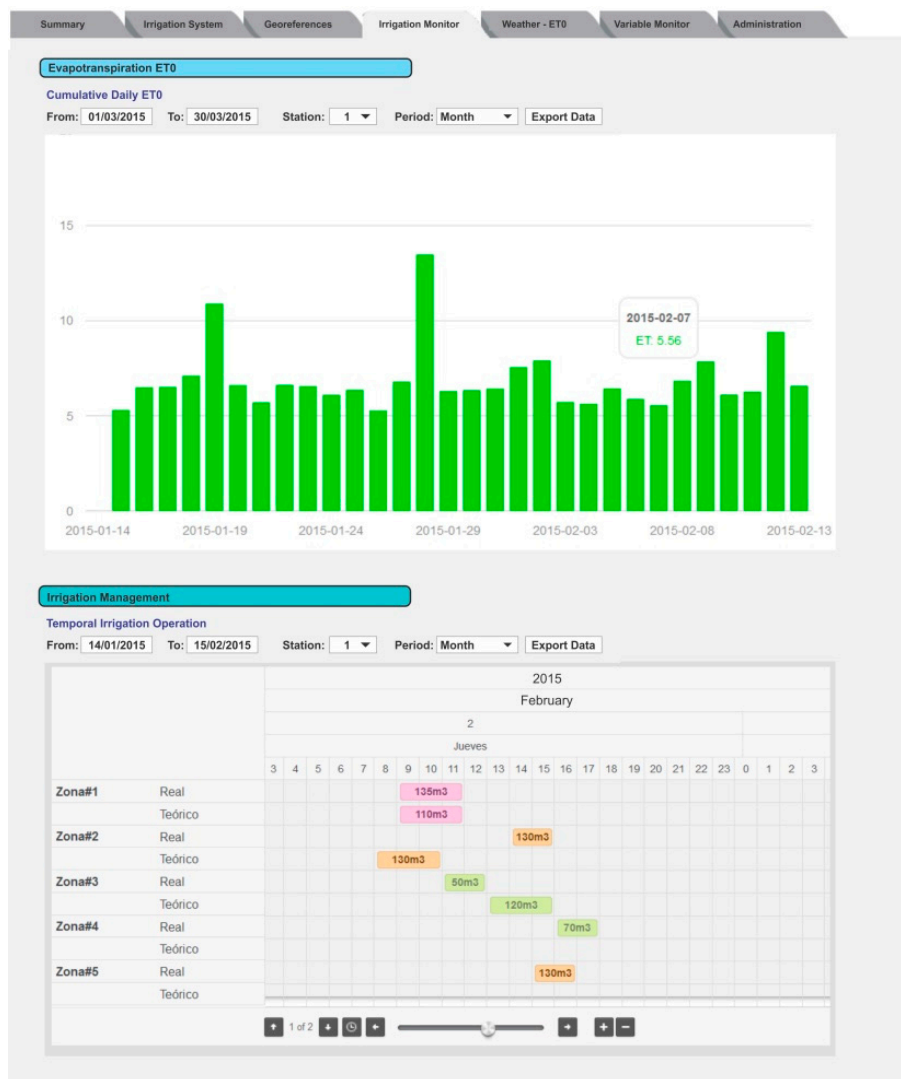 Summary Irrigation System Georeferences Irrigation Monitor Weather - ET0 Variable Monitor Administration
Evapotranspiration ET0
Cumulative Daily ET0
From: 01/03/2015 To: 30/03/2015 Station: 1 Period: Month Export Data
15
10
5
0
2015-02-07
ET: 5.56
2015-01-14 2015-01-19 2015-01-24 2015-01-29 2015-02-03 2015-02-08 2015-02-13
Irrigation Management
Temporal Irrigation Operation
From: 14/01/2015 To: 15/02/2015 Station: 1 Period: Month Export Data
2015
February
2
Jueves
3 4 5 6 7 8 9 10 11 12 13 14 15 16 17 18 19 20 21 22 23 0 1 2 3
Zona#1 Real 135m3
Teórico 110m3
Zona#2 Real 130m3
Teórico 130m3
Zona#3 Real 50m3
Teórico 120m3
Zona#4 Real 70m3
Teórico
Zona#5 Real 130m3
Teórico
1 of 2